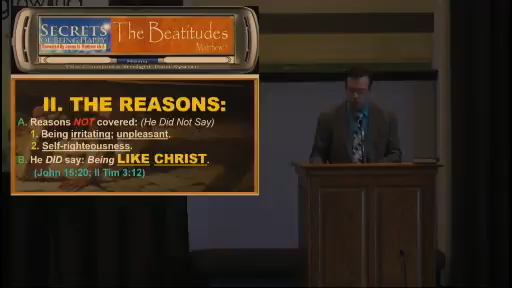 SECRETS
OF BEING HAPPY
The Beatitudes
Matthew 5
Menu
II. THE REASONS:
A. Reasons NOT covered: (He Did Not Say)
1. Being irritating; unpleasant.
2. Self-righteousness.
B. He DID say: Being LIKE CHRIST.
(John 15:20; II Tim 3:12)